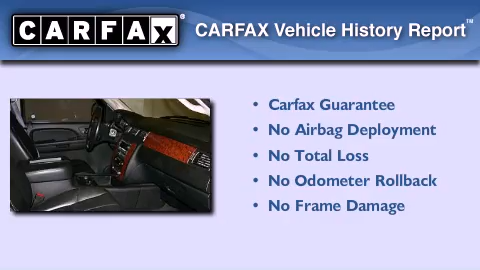 CARFAX®
CARFAX Vehicle History Report™
• Carfax Guarantee
• No Airbag Deployment
• No Total Loss
• No Odometer Rollback
• No Frame Damage